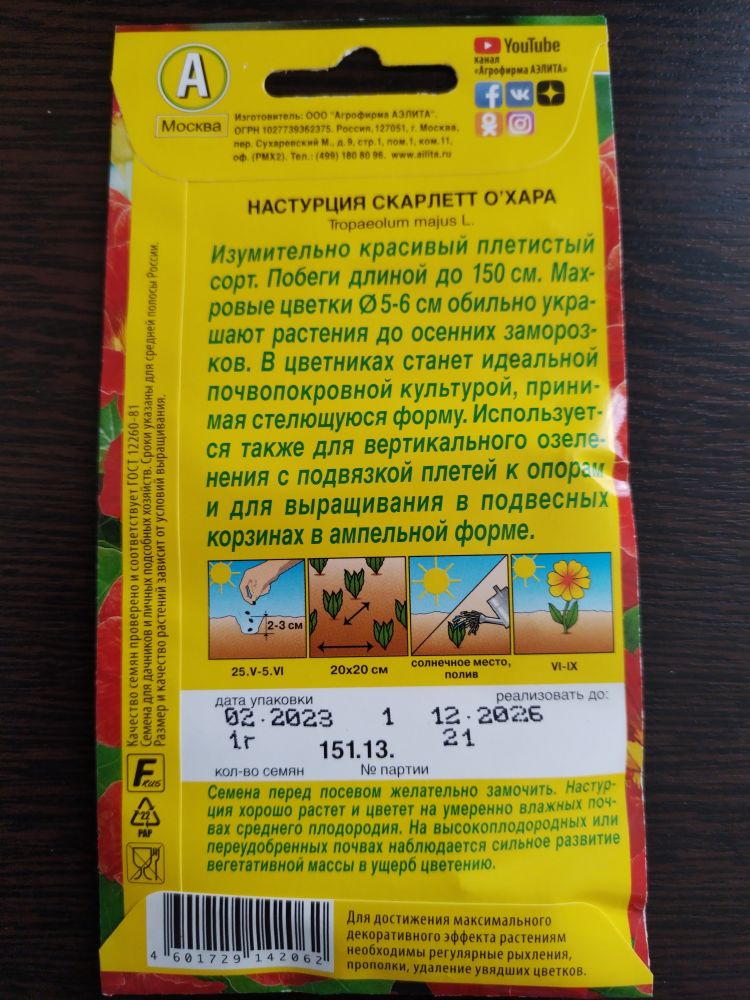 А
Москва
YouTube
канал
«Агрофирма АЭЛИТА»
Изготовитель: ООО "Агрофирма АЭЛИТА".
ОГРН 1027739362375. Россия,127051, г. Москва,
пер. Сухаревский М., д.9, стр.1, пом.1, ком.11,
оф. (РМХ2). Тел.: (499) 180 80 96. www.ailita.ru
НАСТУРЦИЯ СКАРЛЕТТ О'ХАРА
Tropaeolum majus L.
Изумительно красивый плетистый
сорт. Побеги длиной до 150 см. Мах-
ровые цветки Ø 5-6 см обильно укра-
шают растения до осенних замороз-
ков. В цветниках станет идеальной
почвопокровной культурой, прини-
мая стелющуюся форму. Использует-
ся также для вертикального озеле-
нения с подвязкой плетей к опорам
и для выращивания в подвесных
корзинах в ампельной форме.
2-3 см
25.V-5.VI
20x20 см
солнечное место,
полив
VI-IX
дата упаковки
реализовать до:
02.2023 1 12.2026
1г 151.13. 21
кол-во семян
№ партии
Семена перед посевом желательно замочить. Настур-
ция хорошо растет и цветет на умеренно влажных поч-
вах среднего плодородия. На высокоплодородных или
переудобренных почвах наблюдается сильное развитие
вегетативной массы в ущерб цветению.
Для достижения максимального
декоративного эффекта растениям
необходимы регулярные рыхления,
прополки, удаление увядших цветков.
4 601729 142062
Качество семян проверено и соответствует ГОСТ 12260-81
Семена для дачников и личных подсобных хозяйств. Сроки указаны для средней полосы России.
Размер и качество растений зависит от условий выращивания.
F RUS
22
PAP